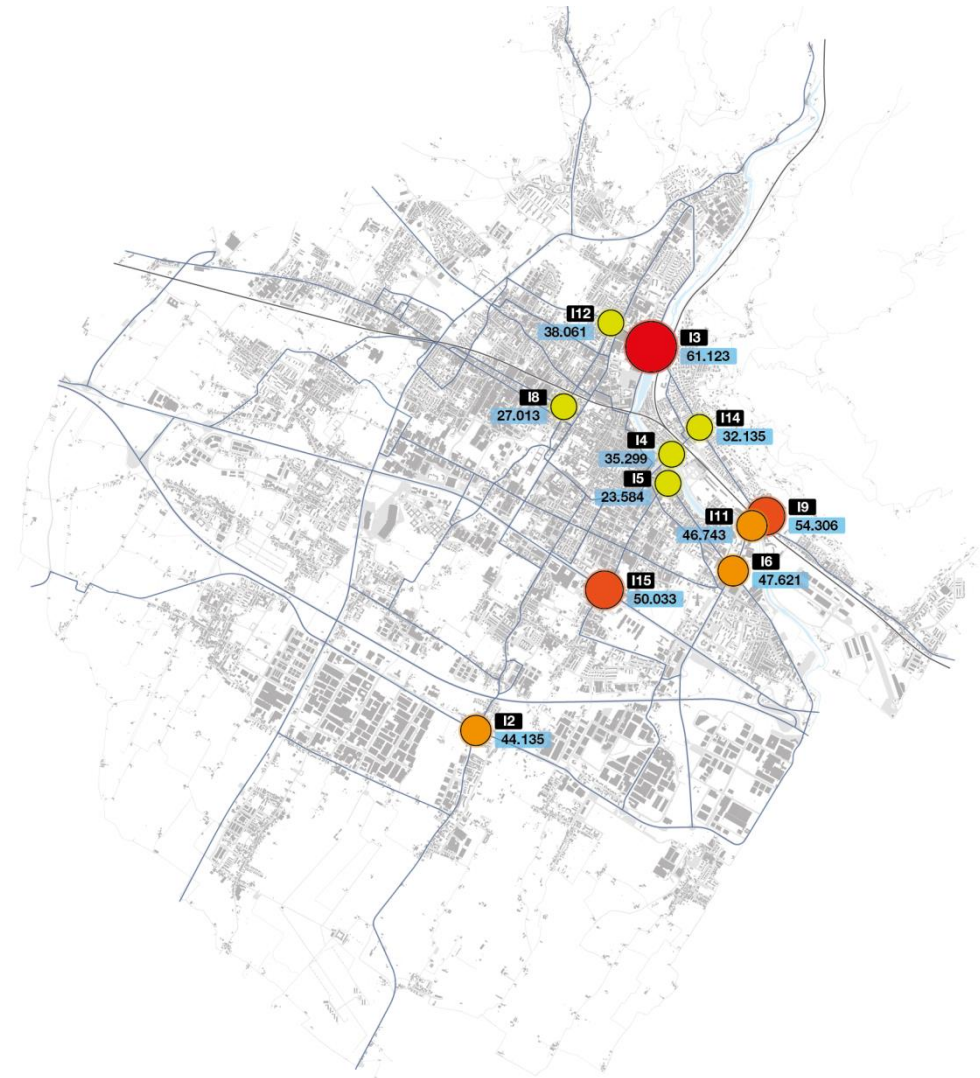 I12
38.061
I3
61.123
I8
27.013
I14
32.135
I4
35.299
I5
23.584
I9
54.306
I11
46.743
I6
47.621
I15
50.033
I2
44.135